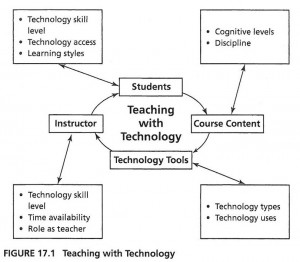 • Technology skill
level
• Technology access
• Learning styles
• Cognitive levels
• Discipline
Students
Teaching
with
Technology
Instructor
Course Content
Technology Tools
• Technology skill
level
• Time availability
• Role as teacher
• Technology types
• Technology uses
FIGURE 17.1 Teaching with Technology